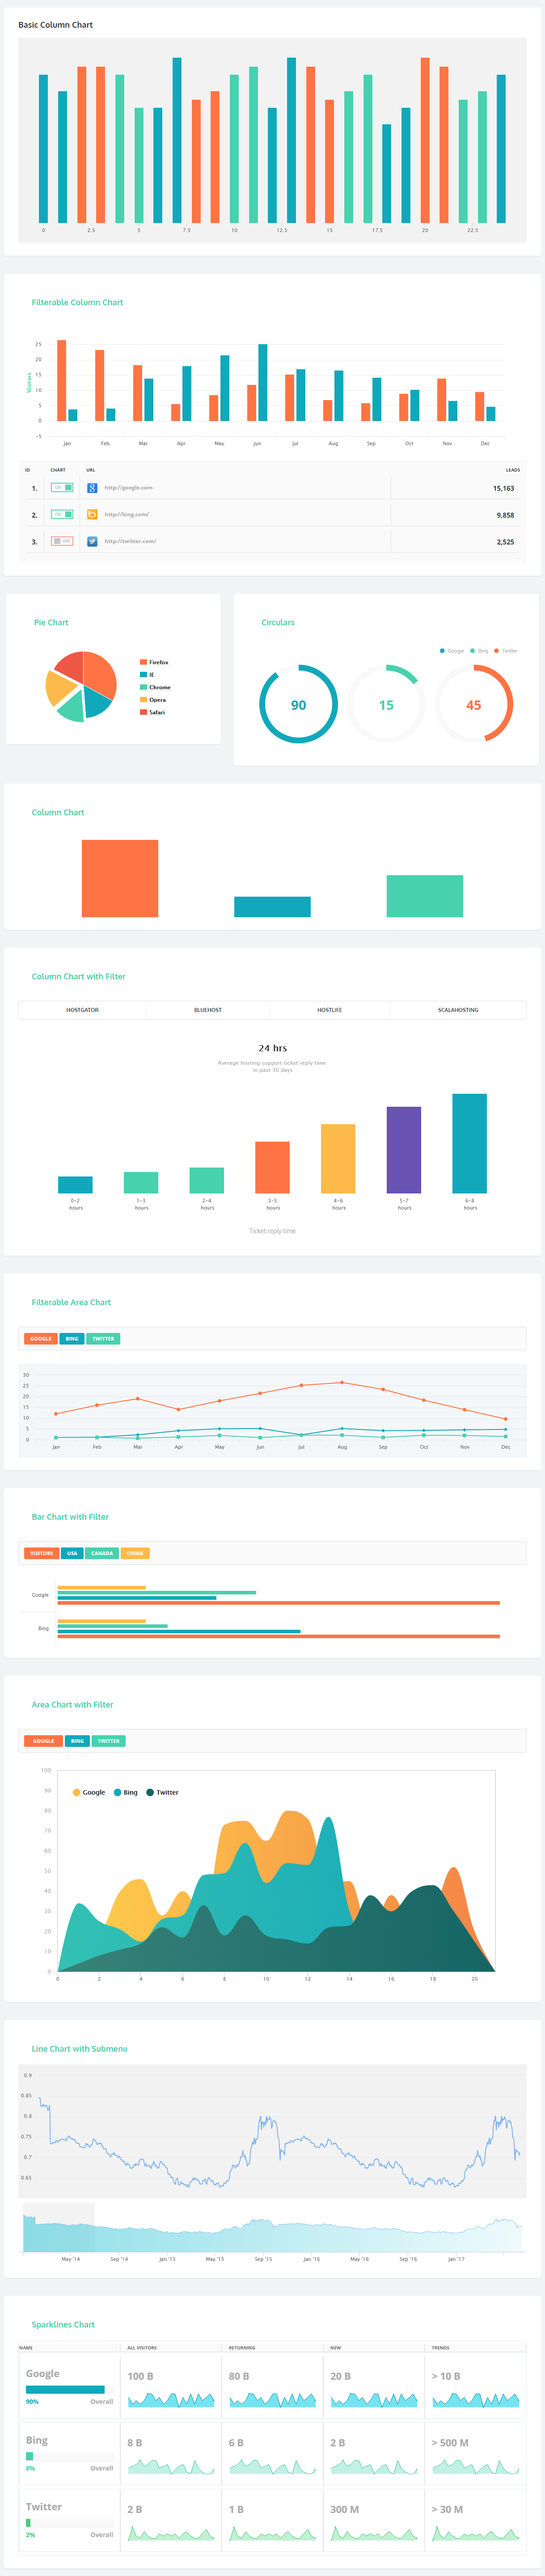 Basic Column Chart
0 2.5 5 7.5 10 12.5 15 17.5 20 22.5
Filterable Column Chart
25
20
15
10
5
0
-5
Visitors
Jan Feb Mar Apr May Jun Jul Aug Sep Oct Nov Dec
ID CHART URL LEADS
1. ON http://google.com 15,163
2. ON http://bing.com/ 9,858
3. OFF http://twitter.com/ 2,525
Pie Chart
Firefox
IE
Chrome
Opera
Safari
Circulars
Google Bing Twitter
90 15 45
Column Chart
Column Chart with Filter
HOSTGATOR BLUEHOST HOSTLIFE SCALAHOSTING
24 hrs
Average hosting support ticket reply time
in past 30 days
0-2 1-3 2-4 3-5 4-6 5-7 6-8
hours hours hours hours hours hours hours
Ticket reply time
Filterable Area Chart
GOOGLE BING TWITTER
30
25
20
15
10
5
0
Jan Feb Mar Apr May Jun Jul Aug Sep Oct Nov Dec
Bar Chart with Filter
VISITORS USA CANADA CHINA
Google
Bing
Area Chart with Filter
GOOGLE BING TWITTER
100
90
80
70
60
50
40
30
20
10
0
Google Bing Twitter
0 2 4 6 8 10 12 14 16 18 20
Line Chart with Submenu
0.9
0.85
0.8
0.75
0.7
0.65
May '14 Sep '14 Jan '15 May '15 Sep '15 Jan '16 May '16 Sep '16 Jan '17
Sparklines Chart
NAME ALL VISITORS RETURNING NEW TRENDS
Google 100 B 80 B 20 B > 10 B
90% Overall
Bing 8 B 6 B 2 B > 500 M
8% Overall
Twitter 2 B 1 B 300 M > 30 M
2% Overall